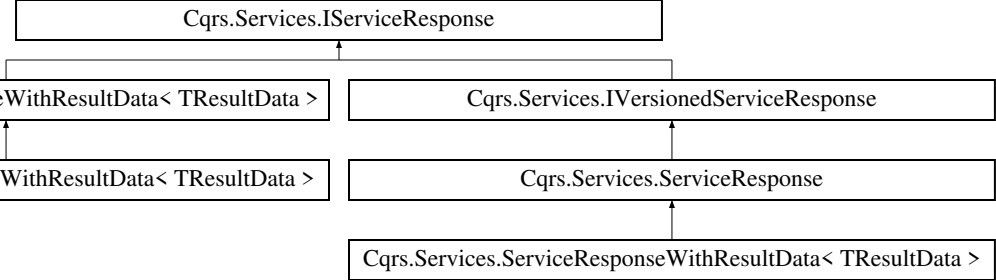 Cqrs.Services.IServiceResponse
eWithResultData< TResultData >
Cqrs.Services.IVersionedServiceResponse
WithResultData< TResultData >
Cqrs.Services.ServiceResponse
Cqrs.Services.ServiceResponseWithResultData< TResultData >